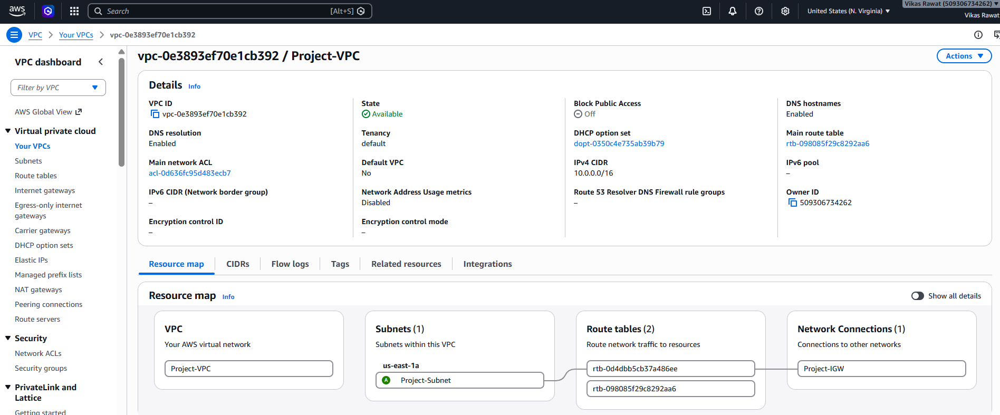 aws
Search [Alt+S]
United States (N. Virginia)
Vikas Rawat (509306734262)
Vikas Rawat
VPC
Your VPCs
vpc-0e3893ef70e1cb392
VPC dashboard
Filter by VPC
AWS Global View
Virtual private cloud
Your VPCs
Subnets
Route tables
Internet gateways
Egress-only internet
gateways
Carrier gateways
DHCP option sets
Elastic IPs
Managed prefix lists
NAT gateways
Peering connections
Route servers
Security
Network ACLs
Security groups
PrivateLink and
Lattice
Getting started
vpc-0e3893ef70e1cb392 / Project-VPC
Actions
Details Info
VPC ID
vpc-0e3893ef70e1cb392
State
Available
Block Public Access
Off
DNS hostnames
Enabled
DNS resolution
Enabled
Tenancy
default
DHCP option set
dopt-0350c4e735ab39b79
Main route table
rtb-098085f29c8292aa6
Main network ACL
acl-0d636fc95d483ecb7
Default VPC
No
IPv4 CIDR
10.0.0.0/16
IPv6 pool
–
IPv6 CIDR (Network border group)
–
Network Address Usage metrics
Disabled
Route 53 Resolver DNS Firewall rule groups
–
Owner ID
509306734262
Encryption control ID
–
Encryption control mode
–
Resource map
CIDRs
Flow logs
Tags
Related resources
Integrations
Resource map Info
Show all details
VPC
Your AWS virtual network
Project-VPC
Subnets (1)
Subnets within this VPC
us-east-1a
A Project-Subnet
Route tables (2)
Route network traffic to resources
rtb-0d4dbb5cb37a486ee
rtb-098085f29c8292aa6
Network Connections (1)
Connections to other networks
Project-IGW